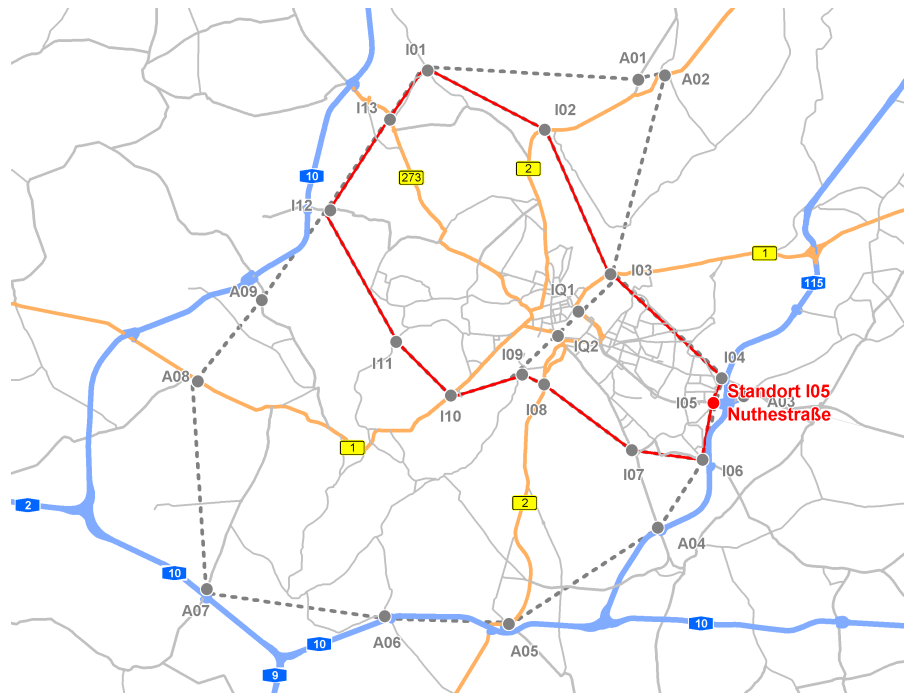 I01
A01
A02
I13
I02
2
273
10
I12
I03
1
115
A09
IQ1
IQ2
I11
I09
I04
A08
I08
I10
I05
Standort I05
A03
Nuthestraße
1
I07
I06
2
2
A04
10
A07
A06
10
9
A05
10